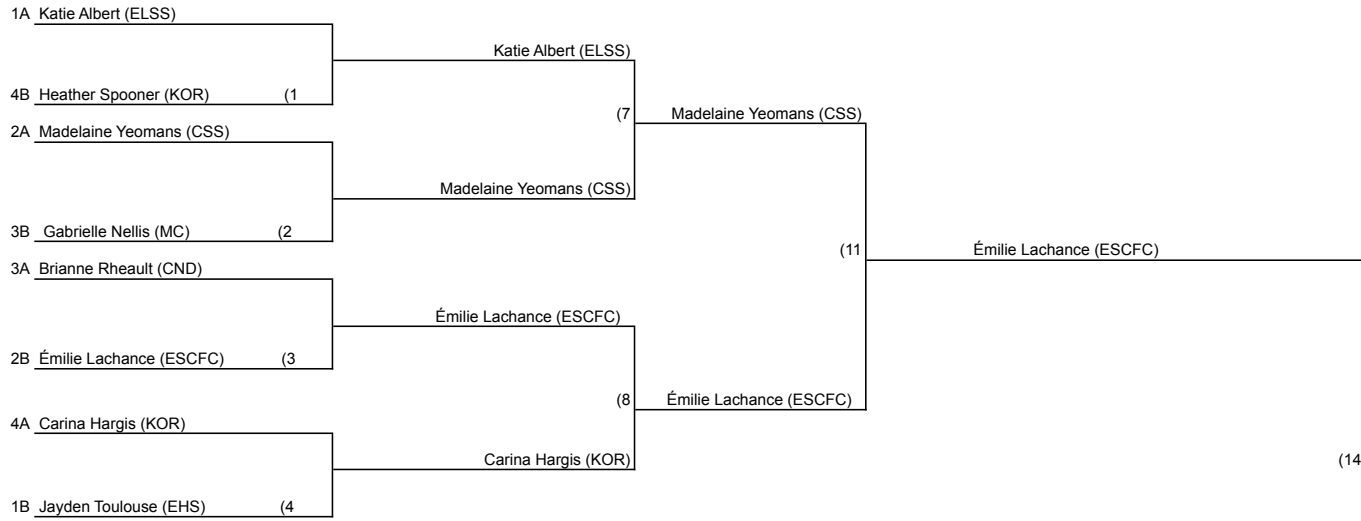 1A Katie Albert (ELSS)
Katie Albert (ELSS)
4B Heather Spooner (KOR) (1
(7 Madelaine Yeomans (CSS)
2A Madelaine Yeomans (CSS)
Madelaine Yeomans (CSS)
3B Gabrielle Nellis (MC) (2
(11 Émilie Lachance (ESCFC)
3A Brianne Rheault (CND)
Émilie Lachance (ESCFC)
2B Émilie Lachance (ESCFC) (3
(8 Émilie Lachance (ESCFC)
4A Carina Hargis (KOR)
Carina Hargis (KOR)
(14
1B Jayden Toulouse (EHS) (4